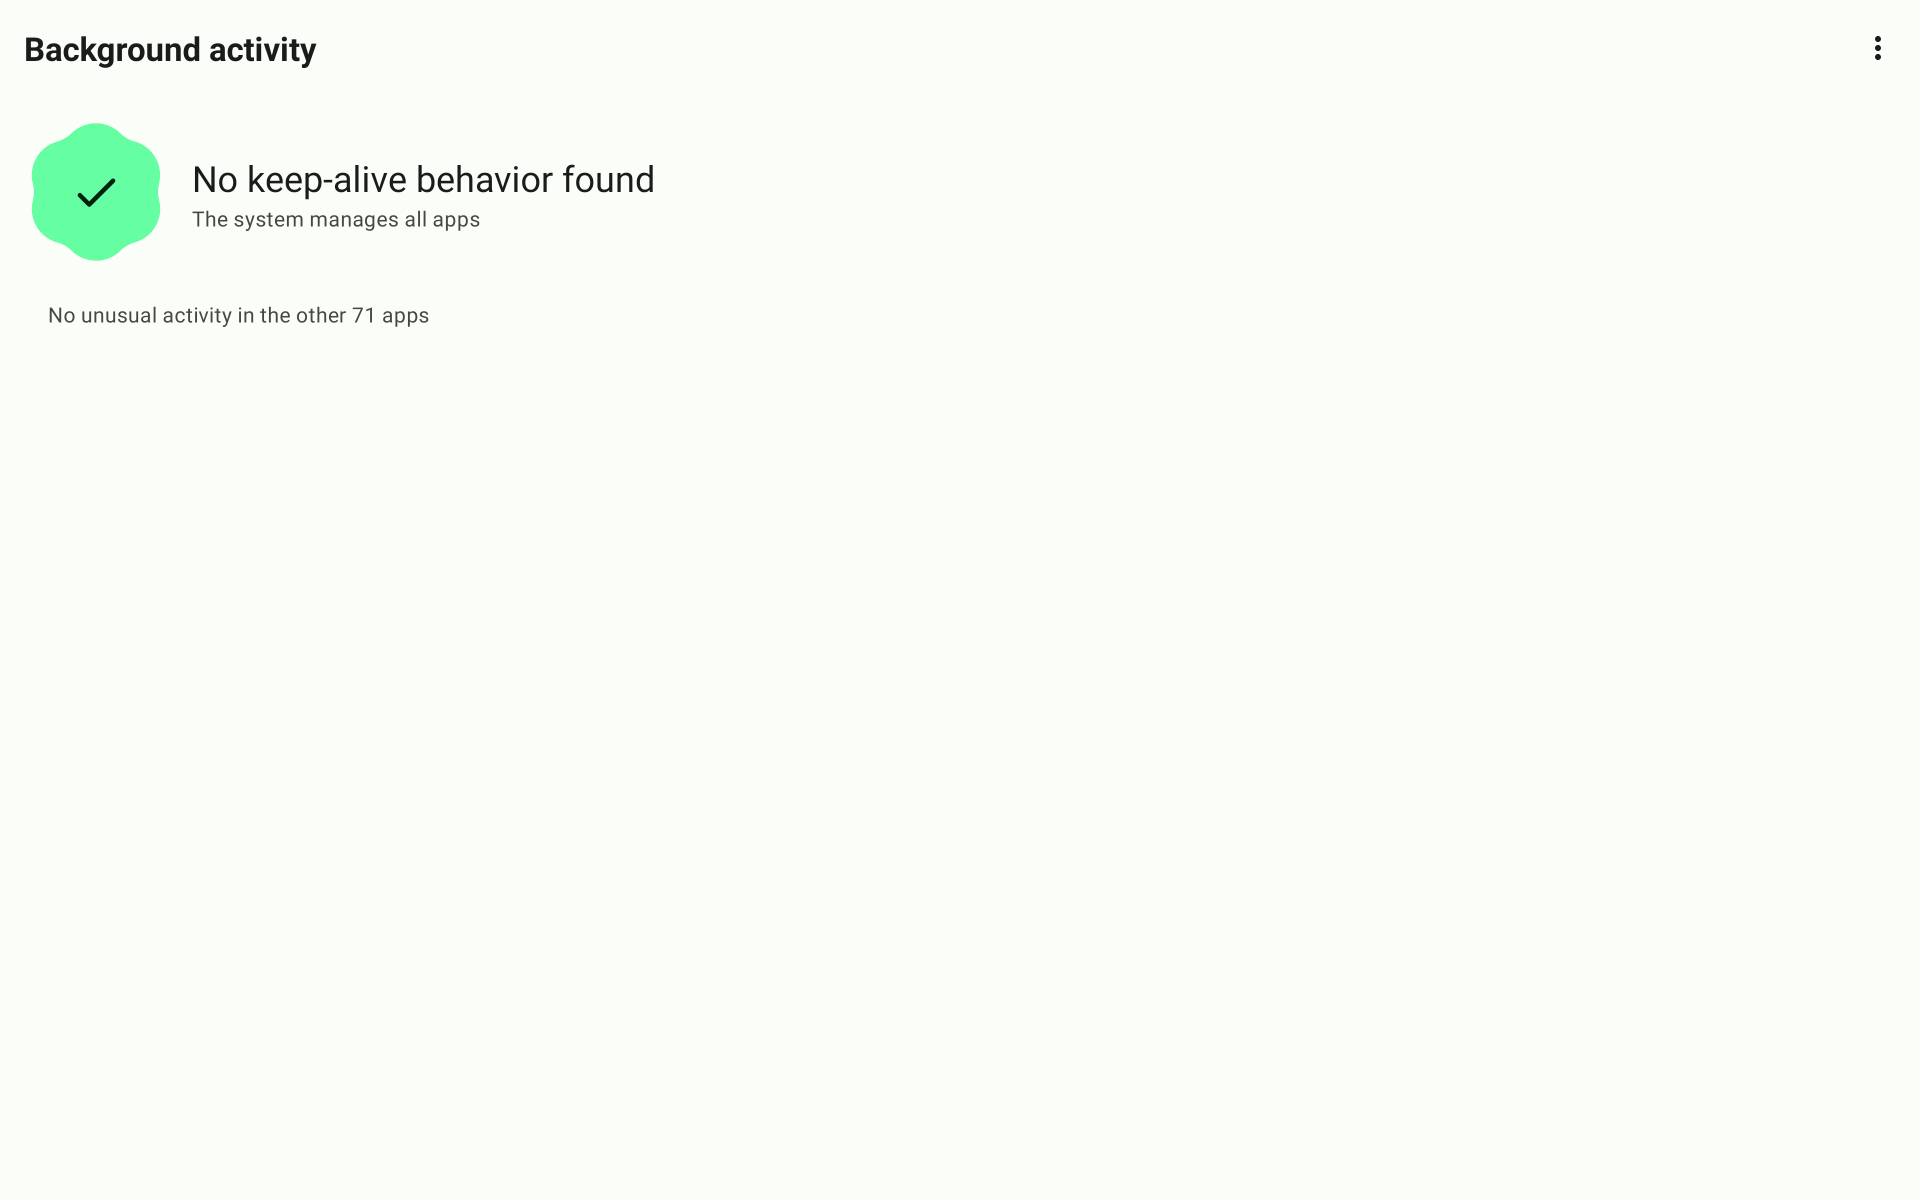 Background activity
No keep-alive behavior found
The system manages all apps
No unusual activity in the other 71 apps